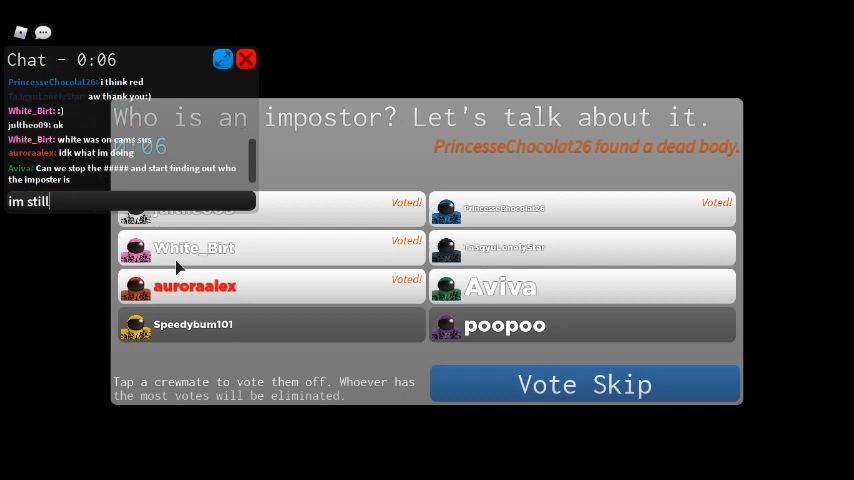 Chat - 0:06
PrincesseChocolat26: i think red
Ta3gyuLonelyStar: aw thank you:)
White_Birt: :)
jultheo09: ok
White_Birt: white was on cams sus
auroraalex: idk what im doing
Aviva: Can we stop the ##### and start finding out who
the imposter is
im still
Who is an impostor? Let's talk about it.
0:06
PrincesseChocolat26 found a dead body.
jultheo09
Voted!
PrincesseChocolat26
Voted!
White_Birt
Voted!
Ta3gyuLonelyStar
auroraalex
Voted!
Aviva
Speedybum101
poopoo
Tap a crewmate to vote them off. Whoever has
the most votes will be eliminated.
Vote Skip